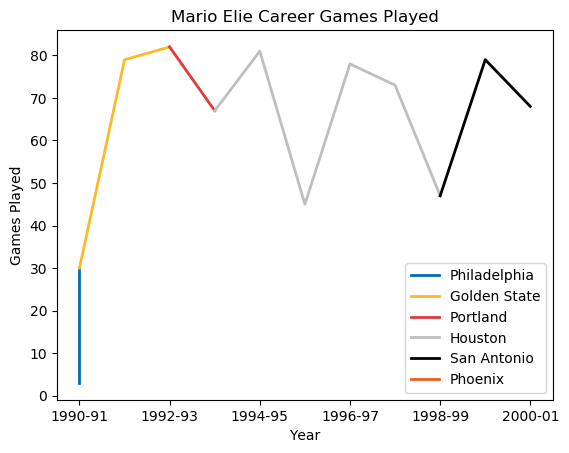 Mario Elie Career Games Played
Games Played
80
70
60
50
40
30
20
10
0
Philadelphia
Golden State
Portland
Houston
San Antonio
Phoenix
1990-91 1992-93 1994-95 1996-97 1998-99 2000-01
Year